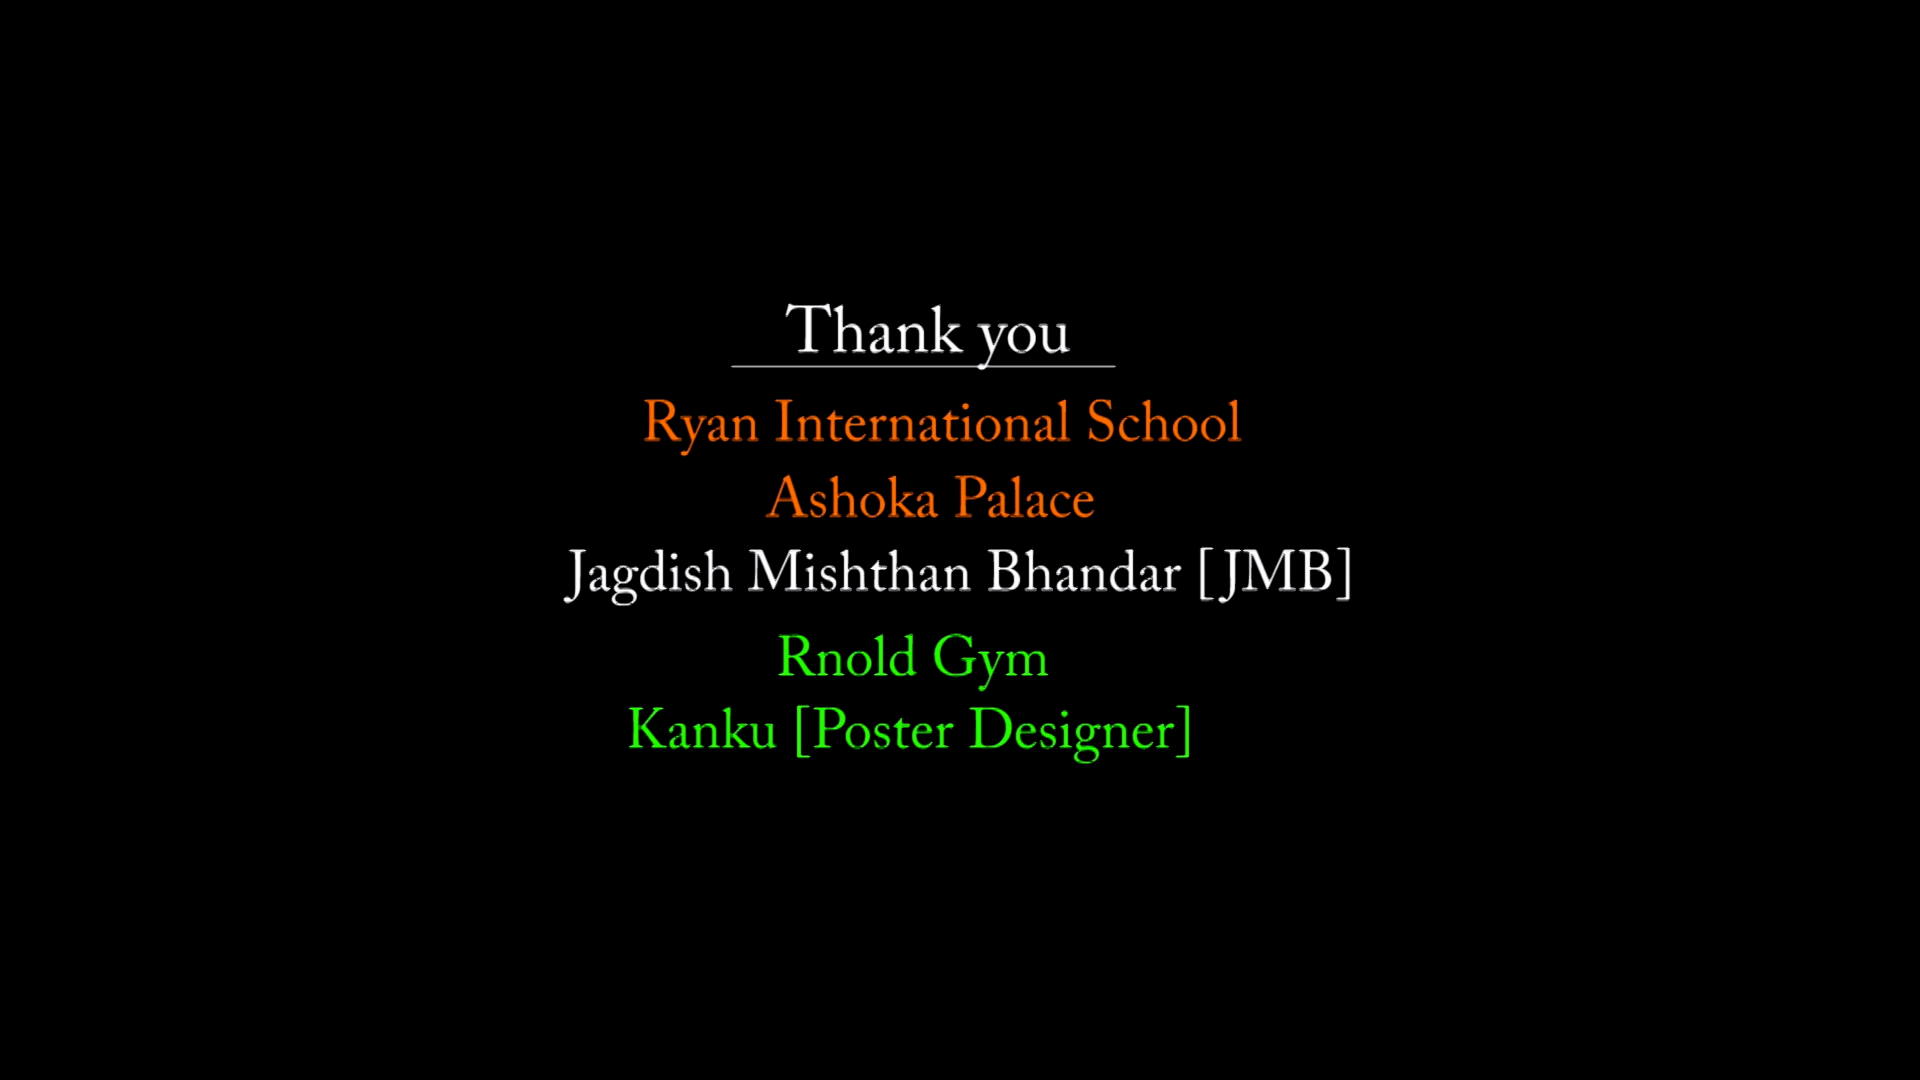 Thank you
Ryan International School
Ashoka Palace
Jagdish Mishthan Bhandar [JMB]
Rnold Gym
Kanku [Poster Designer]